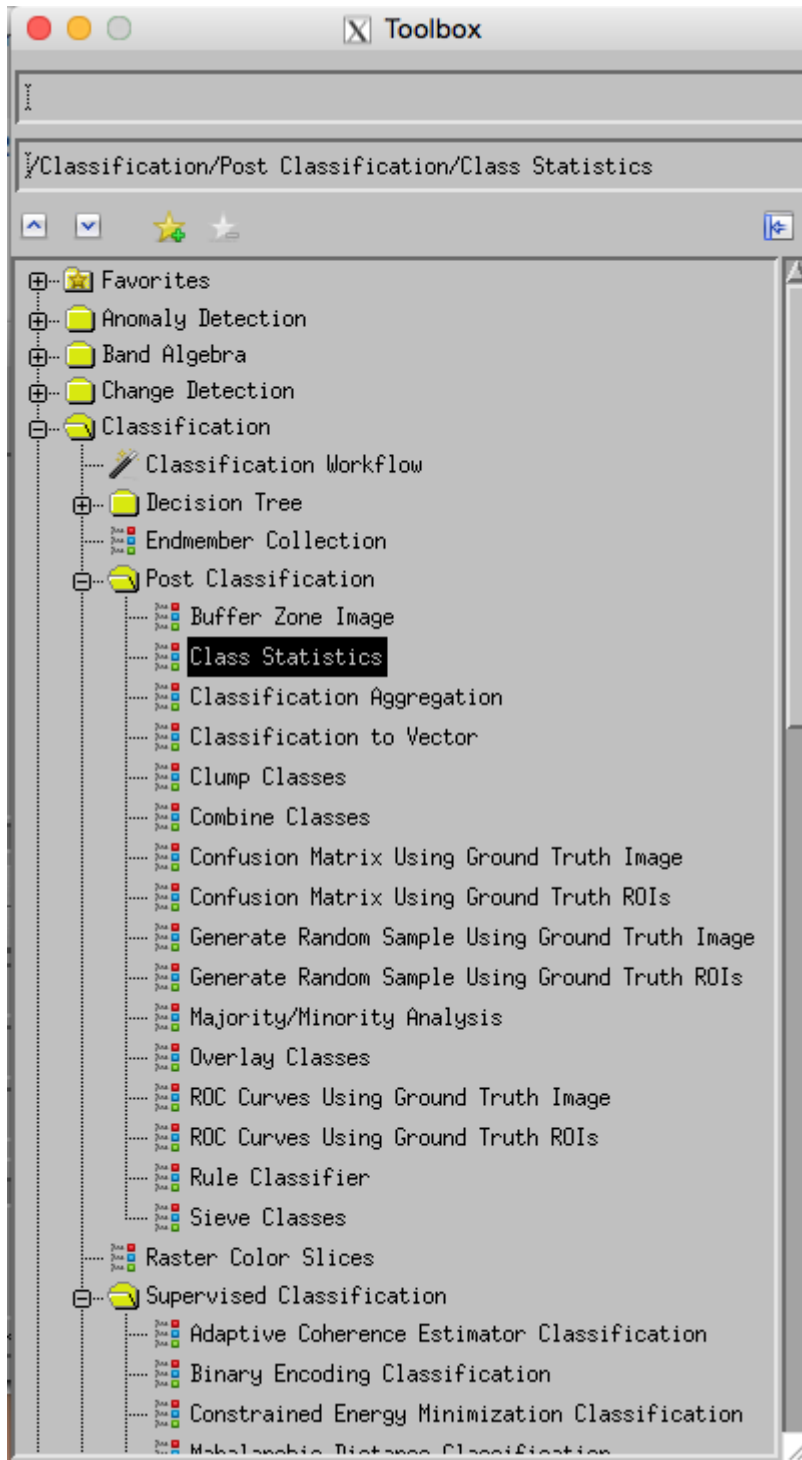 Toolbox
/Classification/Post Classification/Class Statistics
Favorites
Anomaly Detection
Band Algebra
Change Detection
Classification
Classification Workflow
Decision Tree
Endmember Collection
Post Classification
Buffer Zone Image
Class Statistics
Classification Aggregation
Classification to Vector
Clump Classes
Combine Classes
Confusion Matrix Using Ground Truth Image
Confusion Matrix Using Ground Truth ROIs
Generate Random Sample Using Ground Truth Image
Generate Random Sample Using Ground Truth ROIs
Majority/Minority Analysis
Overlay Classes
ROC Curves Using Ground Truth Image
ROC Curves Using Ground Truth ROIs
Rule Classifier
Sieve Classes
Raster Color Slices
Supervised Classification
Adaptive Coherence Estimator Classification
Binary Encoding Classification
Constrained Energy Minimization Classification
Mahalanobis Distance Classification